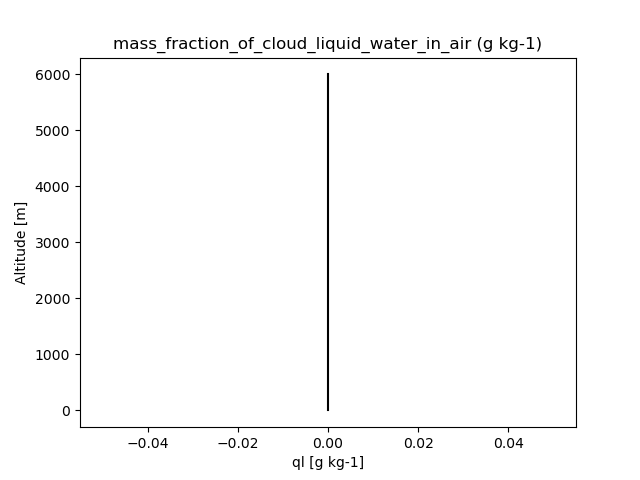 mass_fraction_of_cloud_liquid_water_in_air (g kg-1)
6000
5000
4000
3000
2000
1000
0
Altitude [m]
−0.04 −0.02 0.00 0.02 0.04
ql [g kg-1]